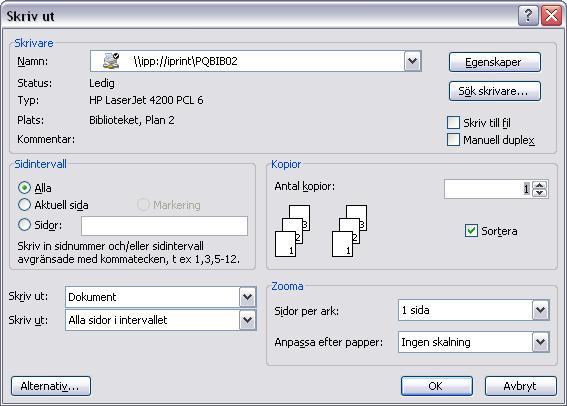 Skriv ut
Skrivare
Namn: \\ipp://iprint\PQBIB02
Egenskaper
Status: Ledig
Sök skrivare...
Typ: HP LaserJet 4200 PCL 6
Plats: Biblioteket, Plan 2
Skriv till fil
Kommentar:
Manuell duplex
Sidintervall
Alla
Aktuell sida
Markering
Sidor:
Skriv in sidnummer och/eller sidintervall
avgränsade med kommatecken, t ex 1,3,5-12.
Kopior
Antal kopior: 1
3 3
2 2
1 1
Sortera
Skriv ut: Dokument
Skriv ut: Alla sidor i intervallet
Zooma
Sidor per ark: 1 sida
Anpassa efter papper: Ingen skalning
Alternativ...
OK
Avbryt